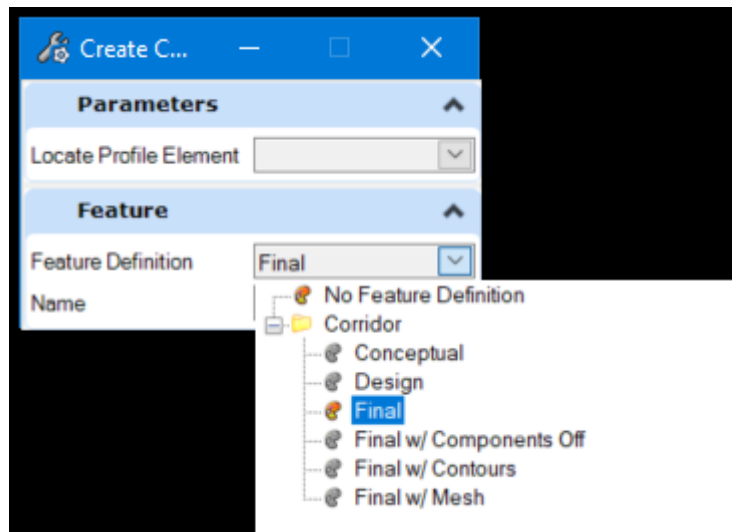 Create C...
Parameters
Locate Profile Element
Feature
Feature Definition Final
Name
No Feature Definition
Corridor
Conceptual
Design
Final
Final w/ Components Off
Final w/ Contours
Final w/ Mesh